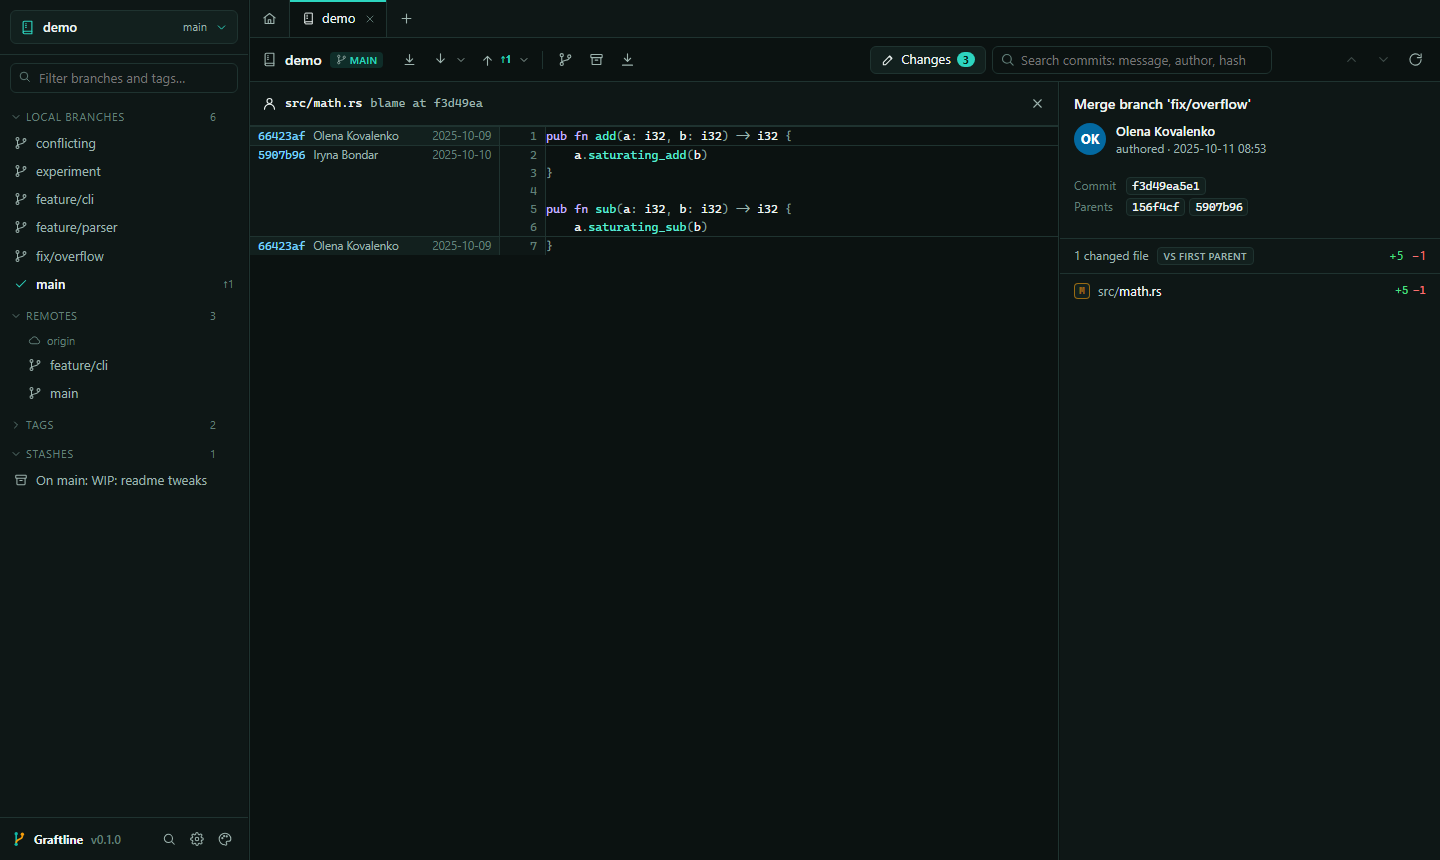 demo main
Filter branches and tags...
LOCAL BRANCHES 6
conflicting
experiment
feature/cli
feature/parser
fix/overflow
main ↑1
REMOTES 3
origin
feature/cli
main
TAGS 2
STASHES 1
On main: WIP: readme tweaks
Graftline v0.1.0
demo
demo MAIN ↑1 Changes 3 Search commits: message, author, hash
src/math.rs blame at f3d49ea
66423af Olena Kovalenko 2025-10-09 1 pub fn add(a: i32, b: i32) -> i32 {
5907b96 Iryna Bondar 2025-10-10 2 a.saturating_add(b)
3 }
4
5 pub fn sub(a: i32, b: i32) -> i32 {
6 a.saturating_sub(b)
66423af Olena Kovalenko 2025-10-09 7 }
Merge branch 'fix/overflow'
OK Olena Kovalenko
authored · 2025-10-11 08:53
Commit f3d49ea5e1
Parents 156f4cf 5907b96
1 changed file VS FIRST PARENT +5 −1
M src/math.rs +5 −1